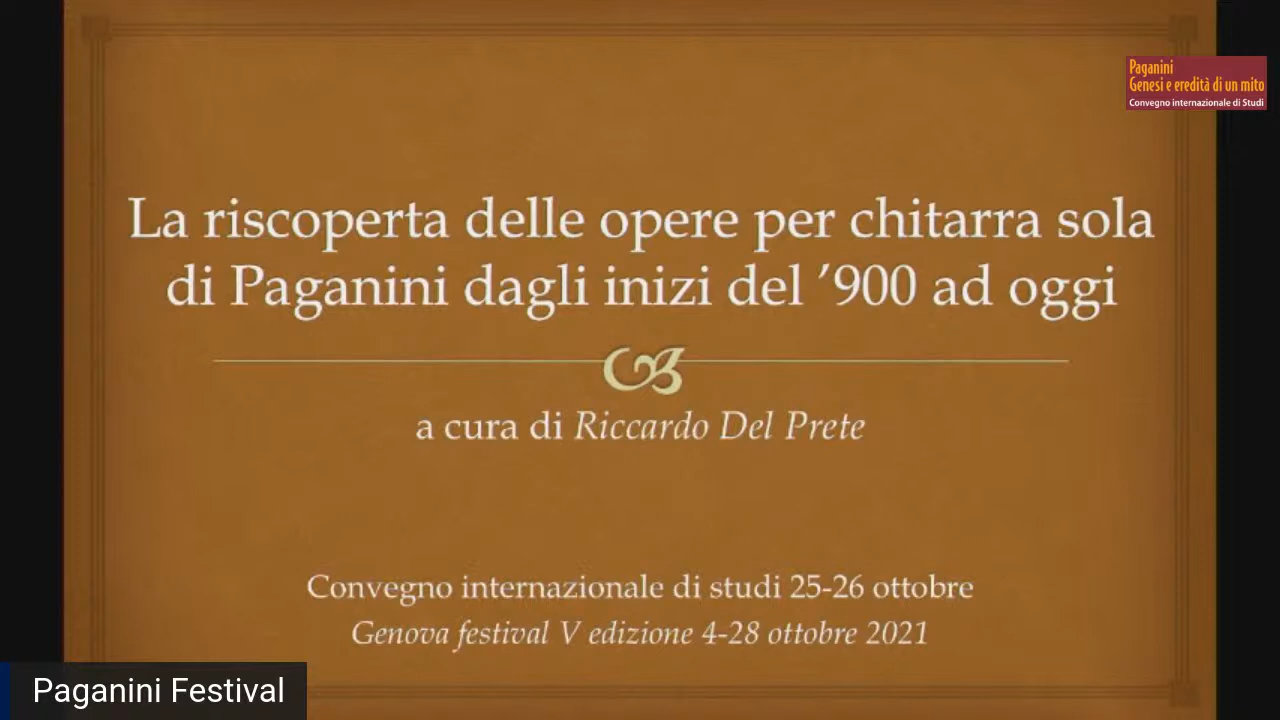 Paganini
Genesi e eredità di un mito
Convegno internazionale di Studi
La riscoperta delle opere per chitarra sola
di Paganini dagli inizi del ’900 ad oggi
a cura di Riccardo Del Prete
Convegno internazionale di studi 25-26 ottobre
Genova festival V edizione 4-28 ottobre 2021
Paganini Festival